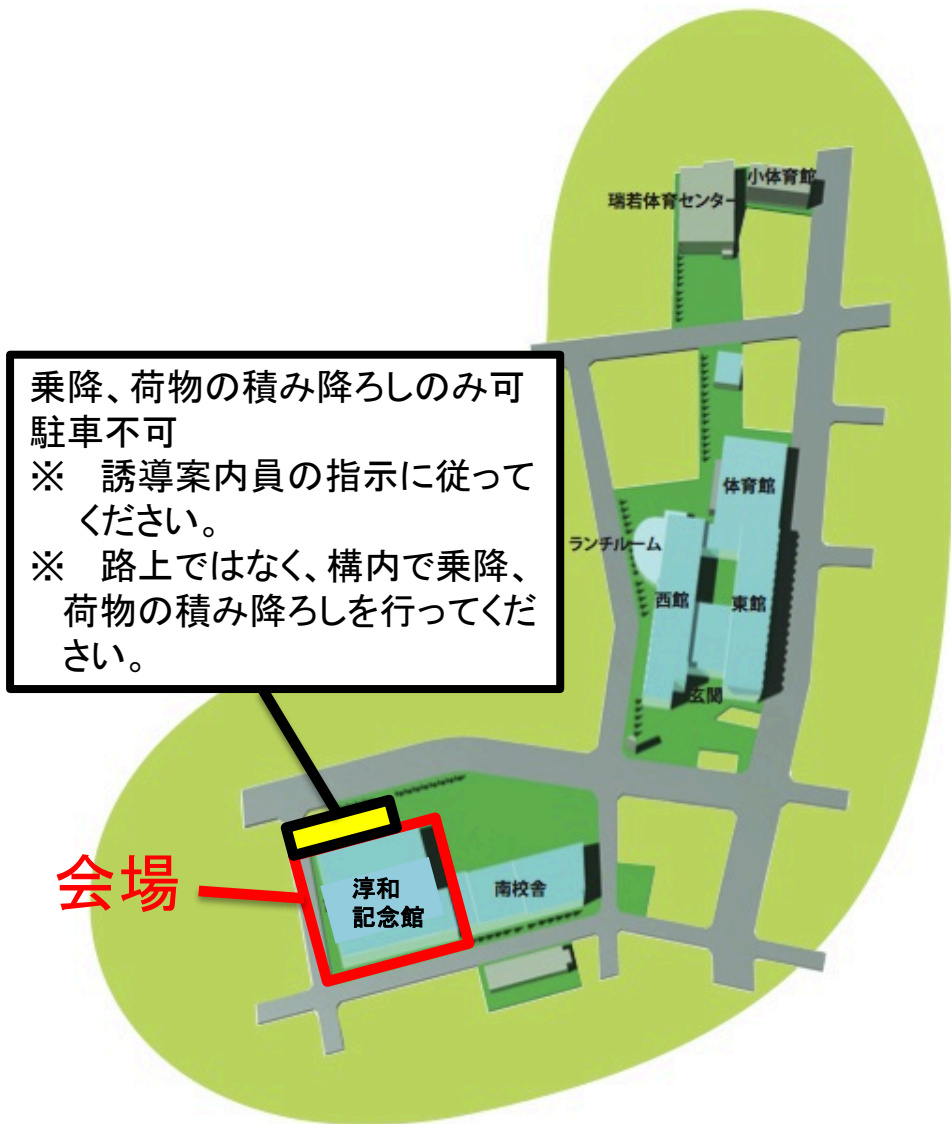 小体育館
瑞若体育センター
乗降、荷物の積み降ろしのみ可
駐車不可
※　誘導案内員の指示に従って
ください。
※　路上ではなく、構内で乗降、
荷物の積み降ろしを行ってくだ
さい。
体育館
ランチルーム
西館
東館
玄関
会場
淳和
記念館
南校舎